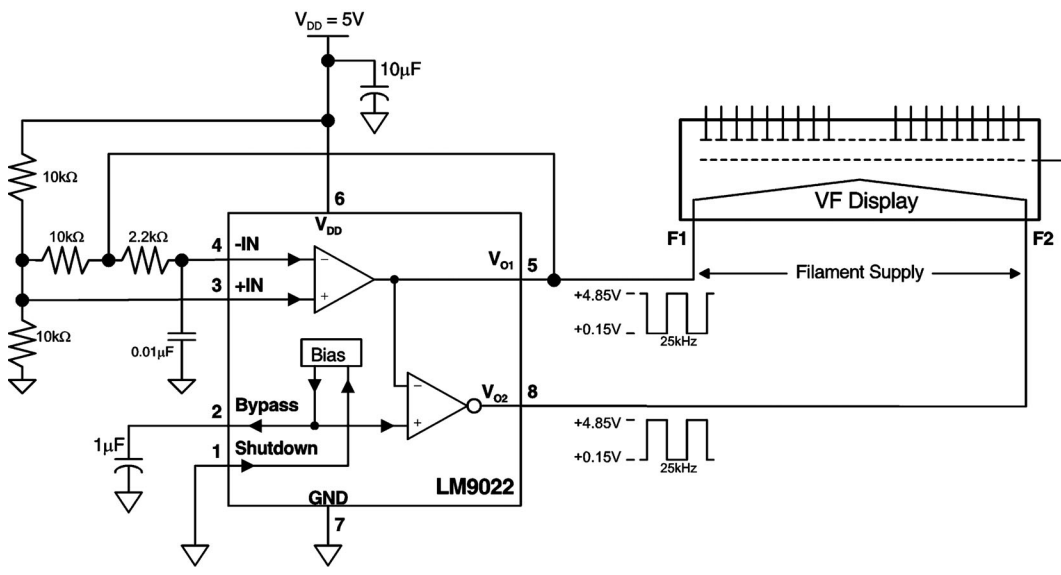 V_DD = 5V
10μF
10kΩ
6
V_DD
VF Display
F1
F2
10kΩ
2.2kΩ
4
-IN
3
+IN
−
+
V_O1
5
Filament Supply
+4.85V
+0.15V
25kHz
10kΩ
0.01μF
Bias
−
+
V_O2
8
2
Bypass
1μF
1
Shutdown
+4.85V
+0.15V
25kHz
LM9022
GND
7